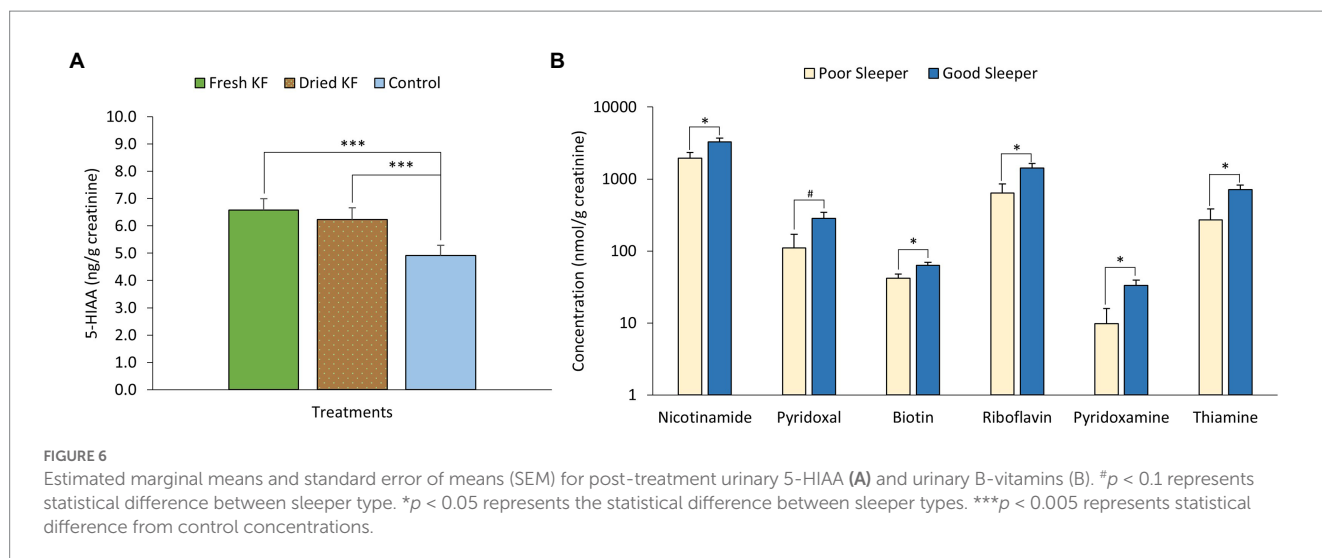 A
Fresh KF Dried KF Control
5-HIAA (ng/g creatinine)
10.0
9.0
8.0
7.0
6.0
5.0
4.0
3.0
2.0
1.0
0.0
***
***
Treatments
B
Poor Sleeper Good Sleeper
Concentration (nmol/g creatinine)
10000
1000
100
10
1
*
#
*
*
*
*
Nicotinamide Pyridoxal Biotin Riboflavin Pyridoxamine Thiamine
FIGURE 6
Estimated marginal means and standard error of means (SEM) for post-treatment urinary 5-HIAA (A) and urinary B-vitamins (B). #p < 0.1 represents
statistical difference between sleeper type. *p < 0.05 represents the statistical difference between sleeper types. ***p < 0.005 represents statistical
difference from control concentrations.